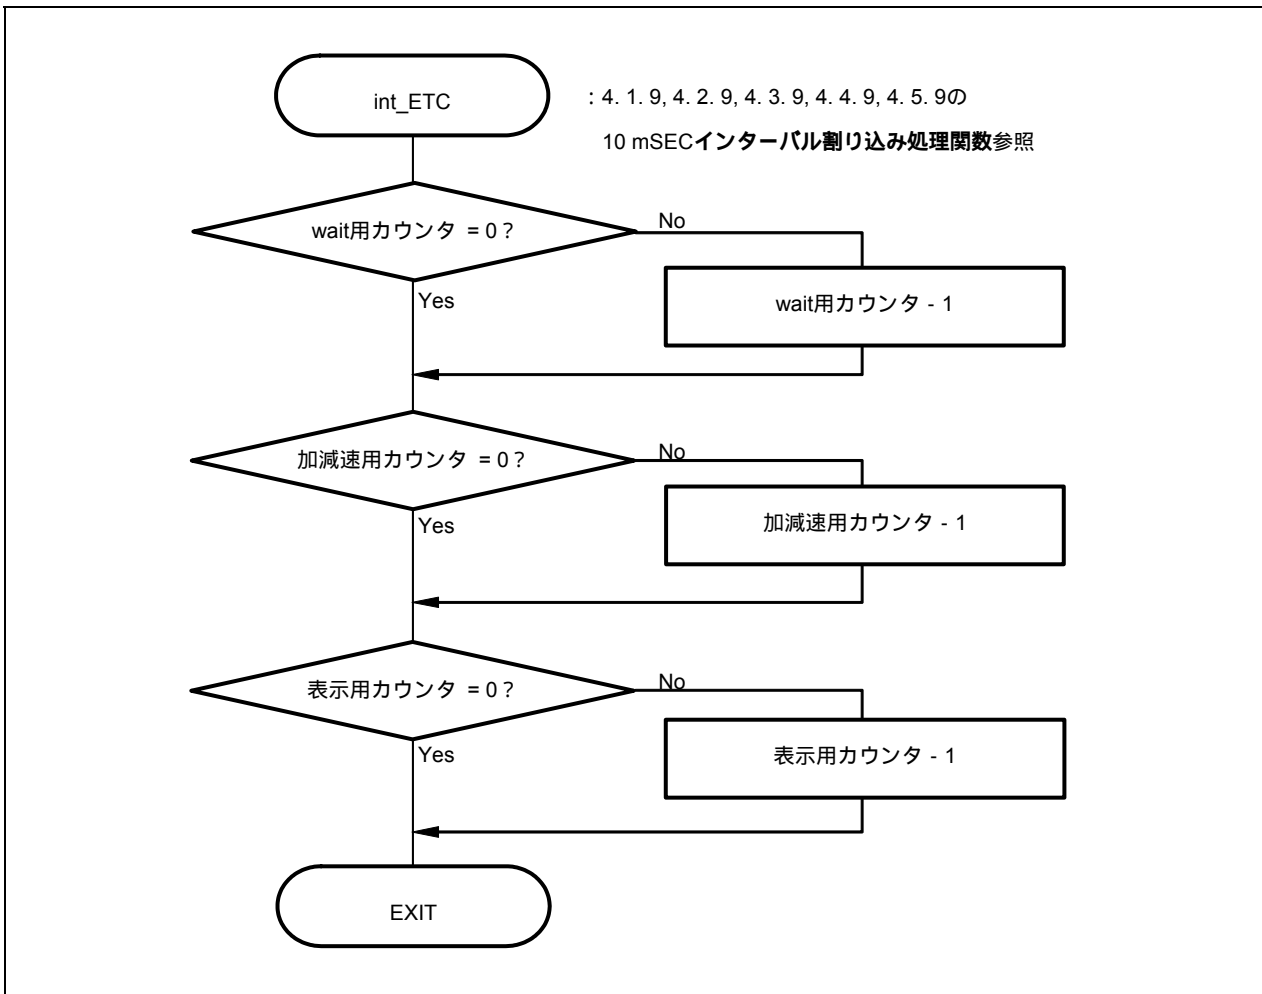 int_ETC
: 4. 1. 9, 4. 2. 9, 4. 3. 9, 4. 4. 9, 4. 5. 9の
10 mSECインターバル割り込み処理関数参照
wait用カウンタ = 0？
No
wait用カウンタ - 1
Yes
加減速用カウンタ = 0？
No
加減速用カウンタ - 1
Yes
表示用カウンタ = 0？
No
表示用カウンタ - 1
Yes
EXIT